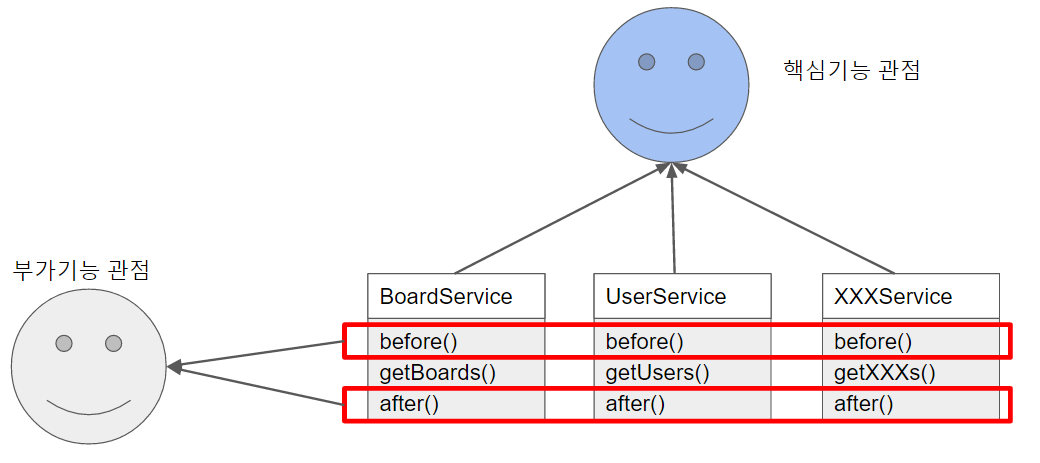 핵심기능 관점
부가기능 관점
BoardService
UserService
XXXService
before()
before()
before()
getBoards()
getUsers()
getXXXs()
after()
after()
after()